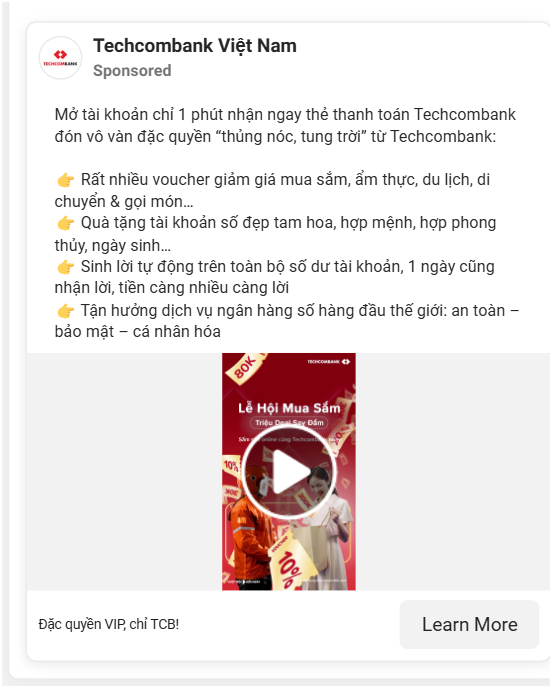 Techcombank Việt Nam
TECHCOMBANK
Sponsored
Mở tài khoản chỉ 1 phút nhận ngay thẻ thanh toán Techcombank
đón vô vàn đặc quyền “thủng nóc, tung trời” từ Techcombank:
👉 Rất nhiều voucher giảm giá mua sắm, ẩm thực, du lịch, di
chuyển & gọi món…
👉 Quà tặng tài khoản số đẹp tam hoa, hợp mệnh, hợp phong
thủy, ngày sinh…
👉 Sinh lời tự động trên toàn bộ số dư tài khoản, 1 ngày cũng
nhận lời, tiền càng nhiều càng lời
👉 Tận hưởng dịch vụ ngân hàng số hàng đầu thế giới: an toàn –
bảo mật – cá nhân hóa
TECHCOMBANK
80K
Lễ Hội Mua Sắm
Triệu Deal Say Đắm
10%
10%
Đặc quyền VIP, chỉ TCB!
Learn More